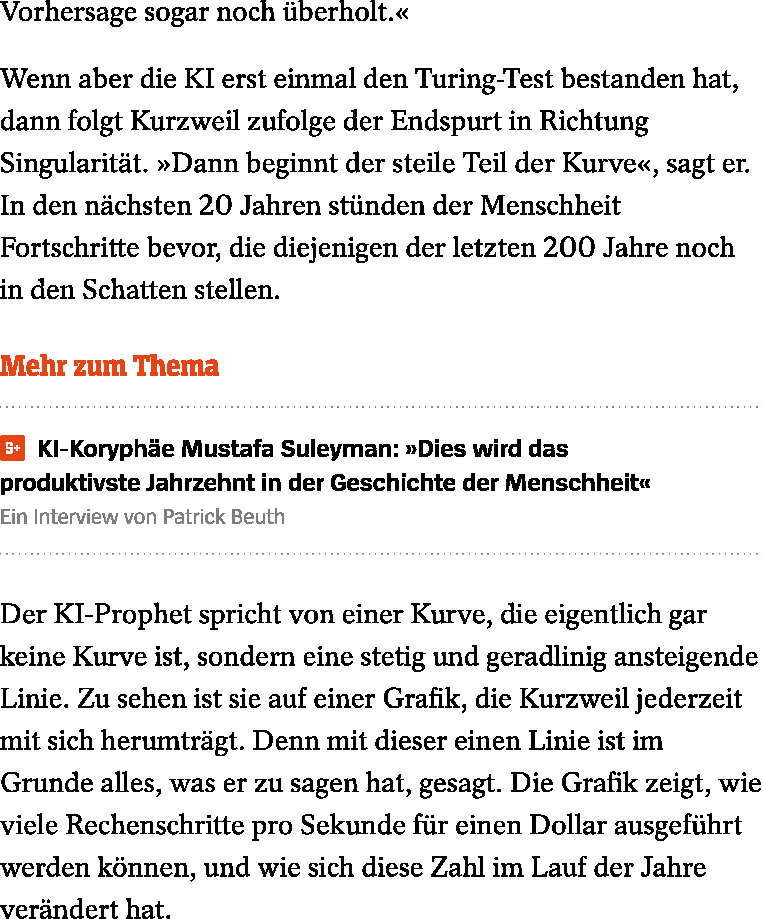 Vorhersage sogar noch überholt.«
Wenn aber die KI erst einmal den Turing-Test bestanden hat,
dann folgt Kurzweil zufolge der Endspurt in Richtung
Singularität. »Dann beginnt der steile Teil der Kurve«, sagt er.
In den nächsten 20 Jahren stünden der Menschheit
Fortschritte bevor, die diejenigen der letzten 200 Jahre noch
in den Schatten stellen.
Mehr zum Thema
S+ KI-Koryphäe Mustafa Suleyman: »Dies wird das
produktivste Jahrzehnt in der Geschichte der Menschheit«
Ein Interview von Patrick Beuth
Der KI-Prophet spricht von einer Kurve, die eigentlich gar
keine Kurve ist, sondern eine stetig und geradlinig ansteigende
Linie. Zu sehen ist sie auf einer Grafik, die Kurzweil jederzeit
mit sich herumträgt. Denn mit dieser einen Linie ist im
Grunde alles, was er zu sagen hat, gesagt. Die Grafik zeigt, wie
viele Rechenschritte pro Sekunde für einen Dollar ausgeführt
werden können, und wie sich diese Zahl im Lauf der Jahre
verändert hat.